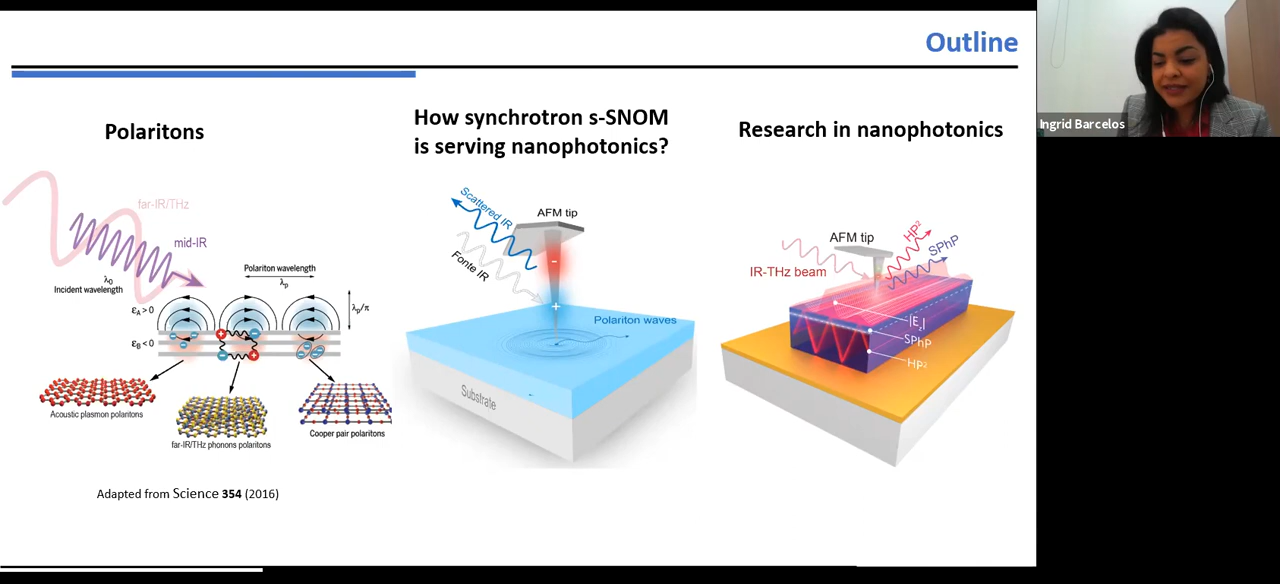 Outline
Ingrid Barcelos
Polaritons
far-IR/THz
mid-IR
λ0
Incident wavelength
Polariton wavelength
λp
λp/π
εA > 0
εB < 0
Acoustic plasmon polaritons
far-IR/THz phonons polaritons
Cooper pair polaritons
Adapted from Science 354 (2016)
How synchrotron s-SNOM
is serving nanophotonics?
Scattered IR
AFM tip
Fonte IR
-
+
Polariton waves
Substrate
Research in nanophotonics
AFM tip
HP²
SPhP
IR-THz beam
|Ez|
SPhP
HP²